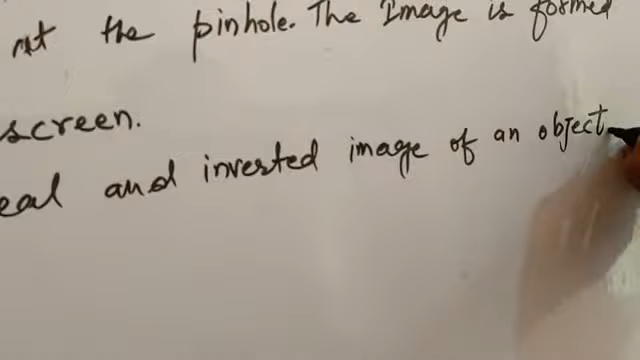 at the pinhole. The Image is formed
screen.
eal and inverted image of an object